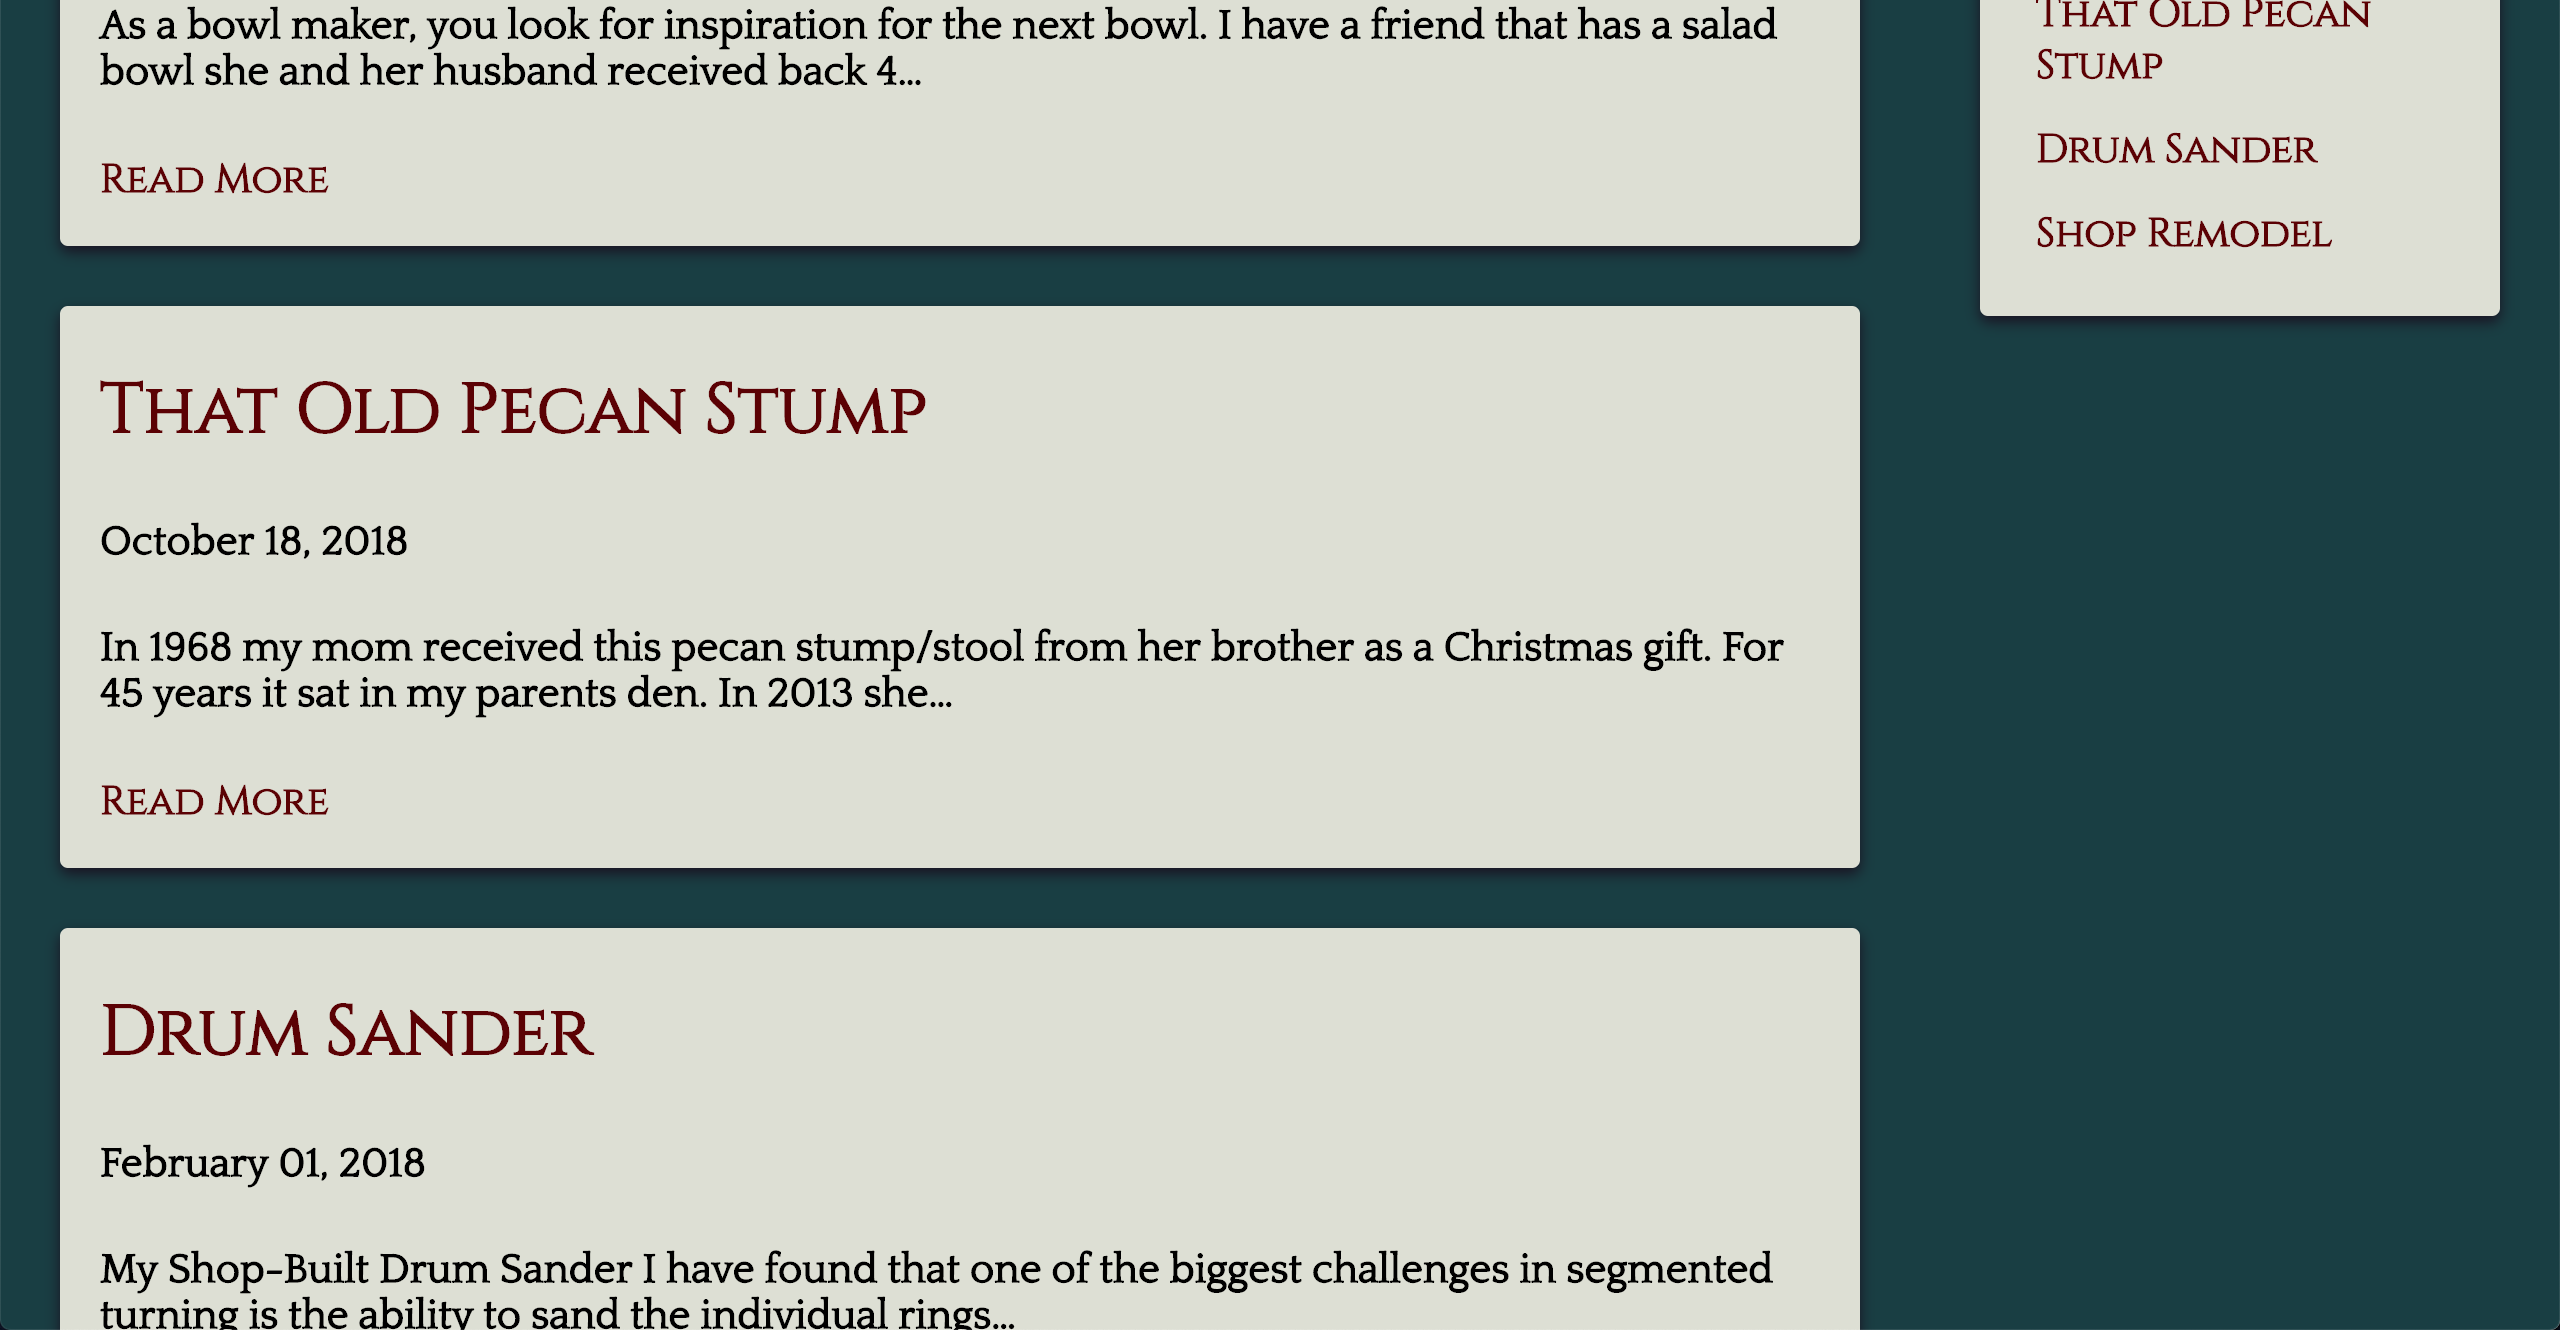 As a bowl maker, you look for inspiration for the next bowl. I have a friend that has a salad
bowl she and her husband received back 4...
Read More
That Old Pecan Stump
October 18, 2018
In 1968 my mom received this pecan stump/stool from her brother as a Christmas gift. For
45 years it sat in my parents den. In 2013 she...
Read More
Drum Sander
February 01, 2018
My Shop-Built Drum Sander I have found that one of the biggest challenges in segmented
turning is the ability to sand the individual rings...
That Old Pecan
Stump
Drum Sander
Shop Remodel